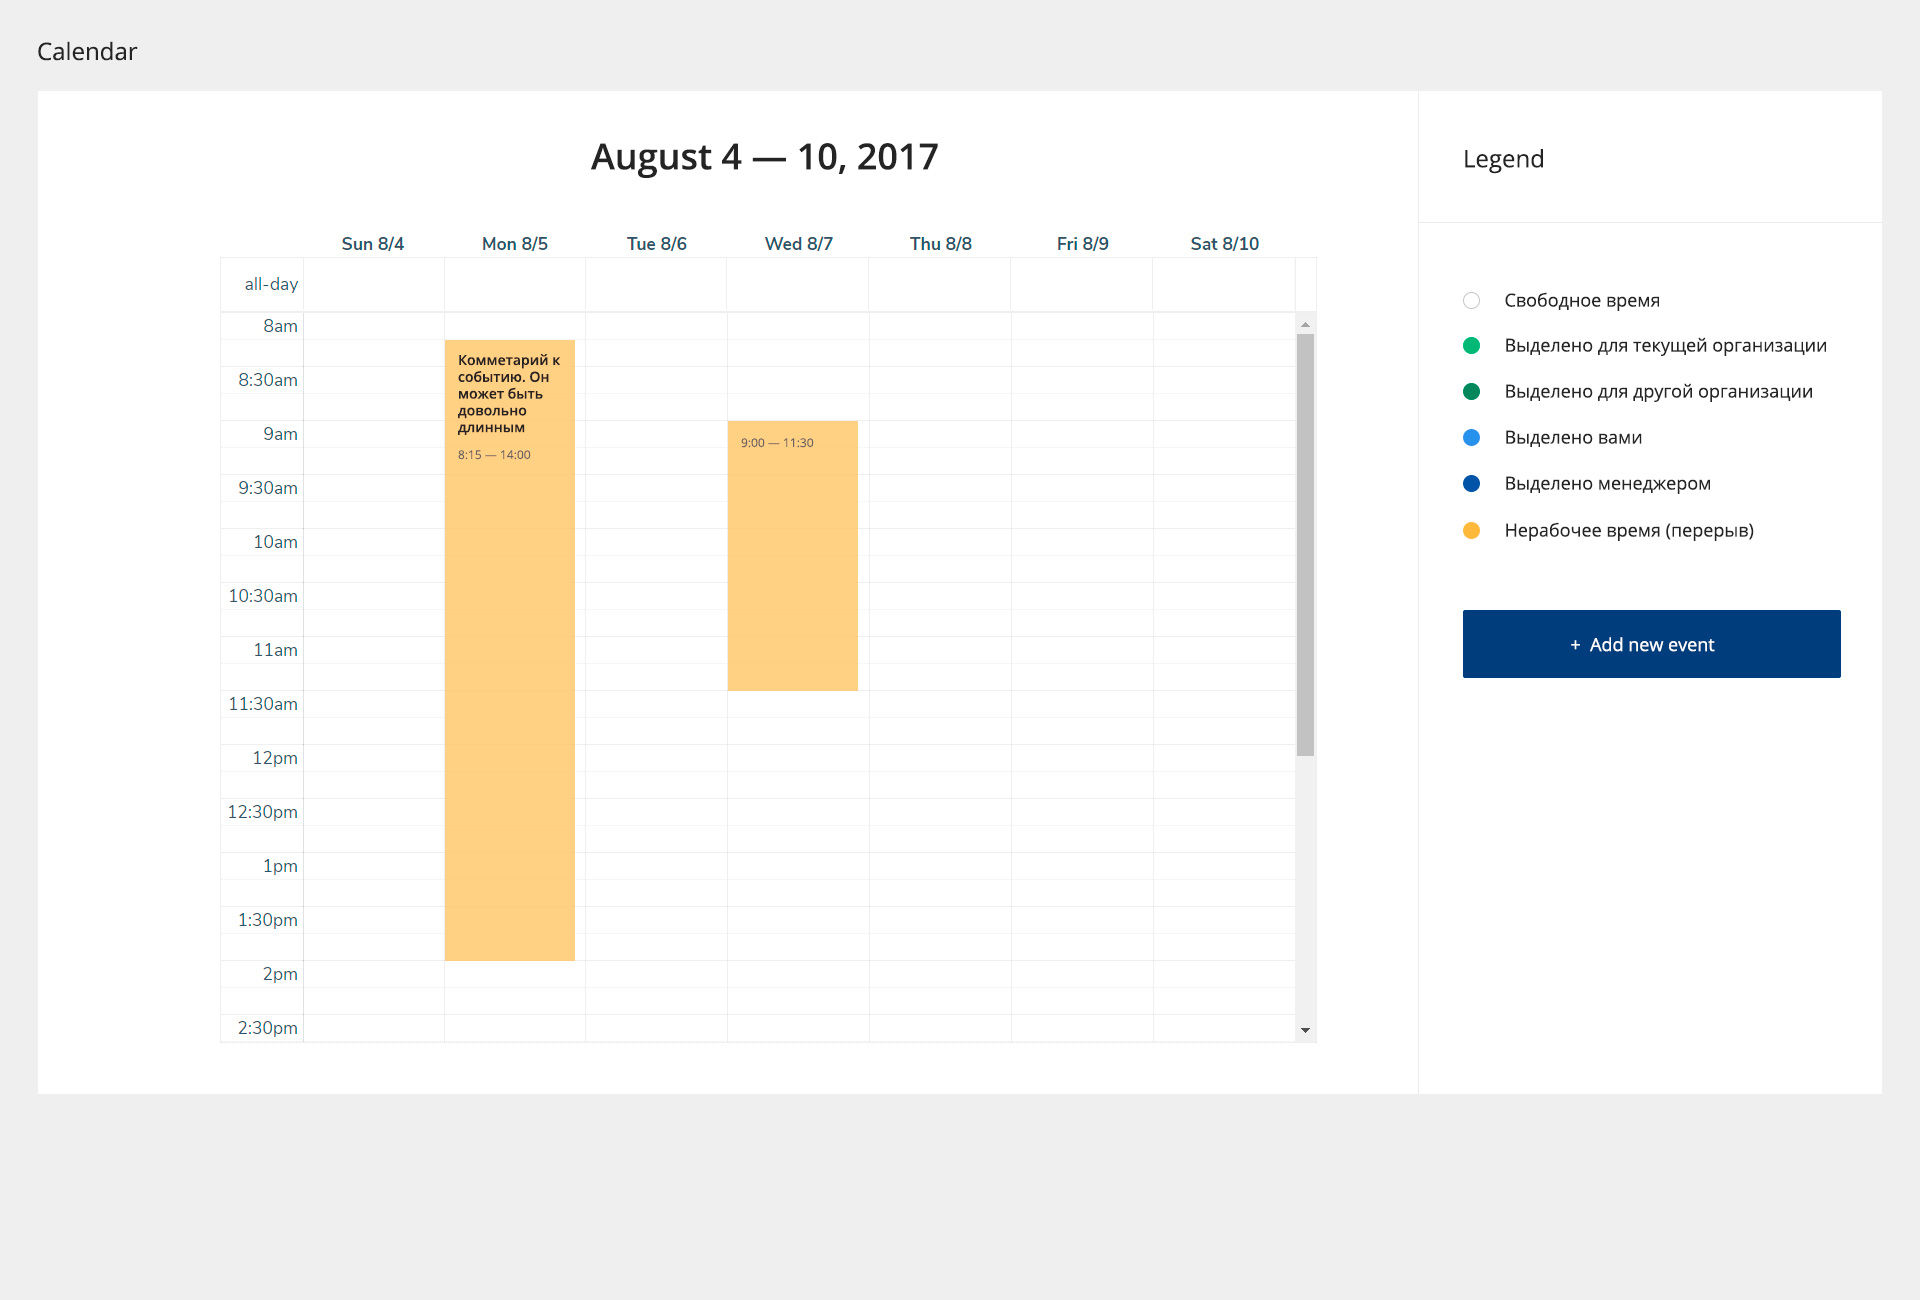 Calendar
August 4 — 10, 2017
Legend
Sun 8/4
Mon 8/5
Tue 8/6
Wed 8/7
Thu 8/8
Fri 8/9
Sat 8/10
all-day
8am
8:30am
9am
9:30am
10am
10:30am
11am
11:30am
12pm
12:30pm
1pm
1:30pm
2pm
2:30pm
Комметарий к
событию. Он
может быть
довольно
длинным
8:15 — 14:00
9:00 — 11:30
Свободное время
Выделено для текущей организации
Выделено для другой организации
Выделено вами
Выделено менеджером
Нерабочее время (перерыв)
+ Add new event